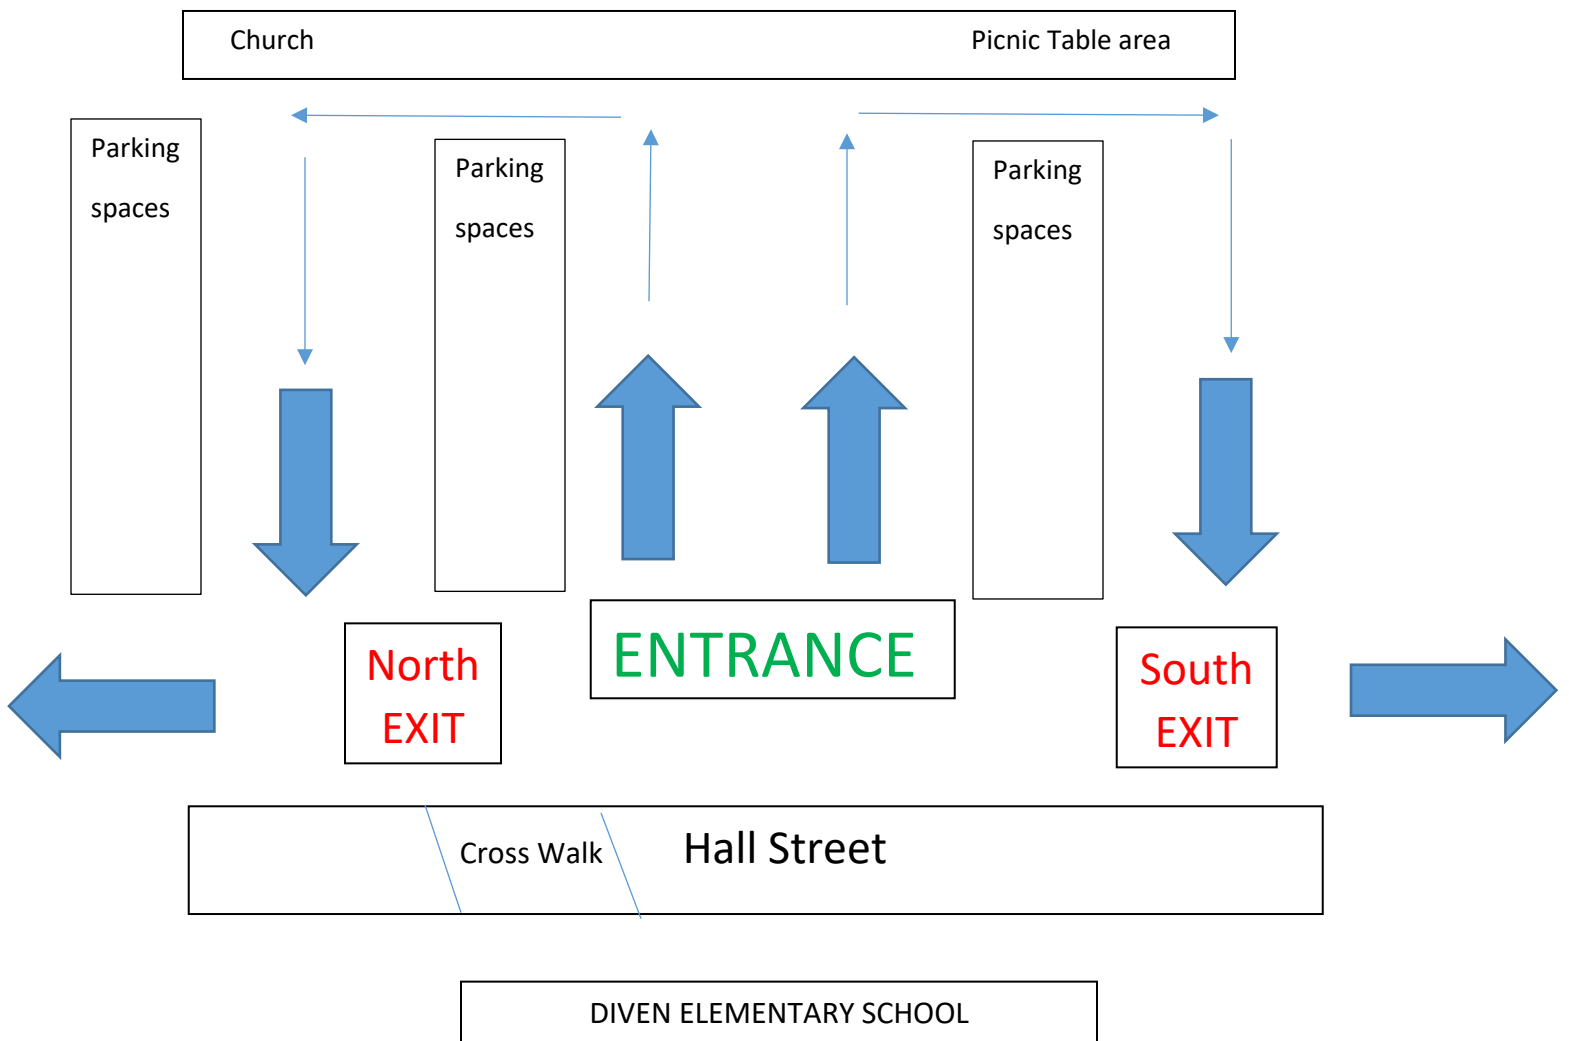 Church
Picnic Table area
Parking
spaces
Parking
spaces
Parking
spaces
North
EXIT
ENTRANCE
South
EXIT
Cross Walk
Hall Street
DIVEN ELEMENTARY SCHOOL